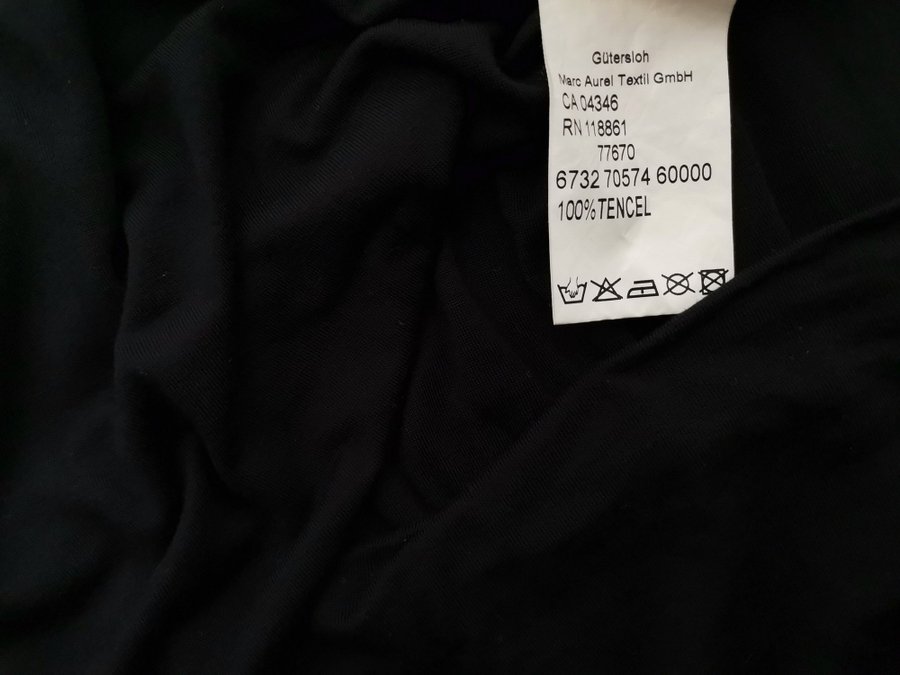 Gütersloh
Marc Aurel Textil GmbH
CA 04346
RN 118861
77670
6732 70574 60000
100%TENCEL